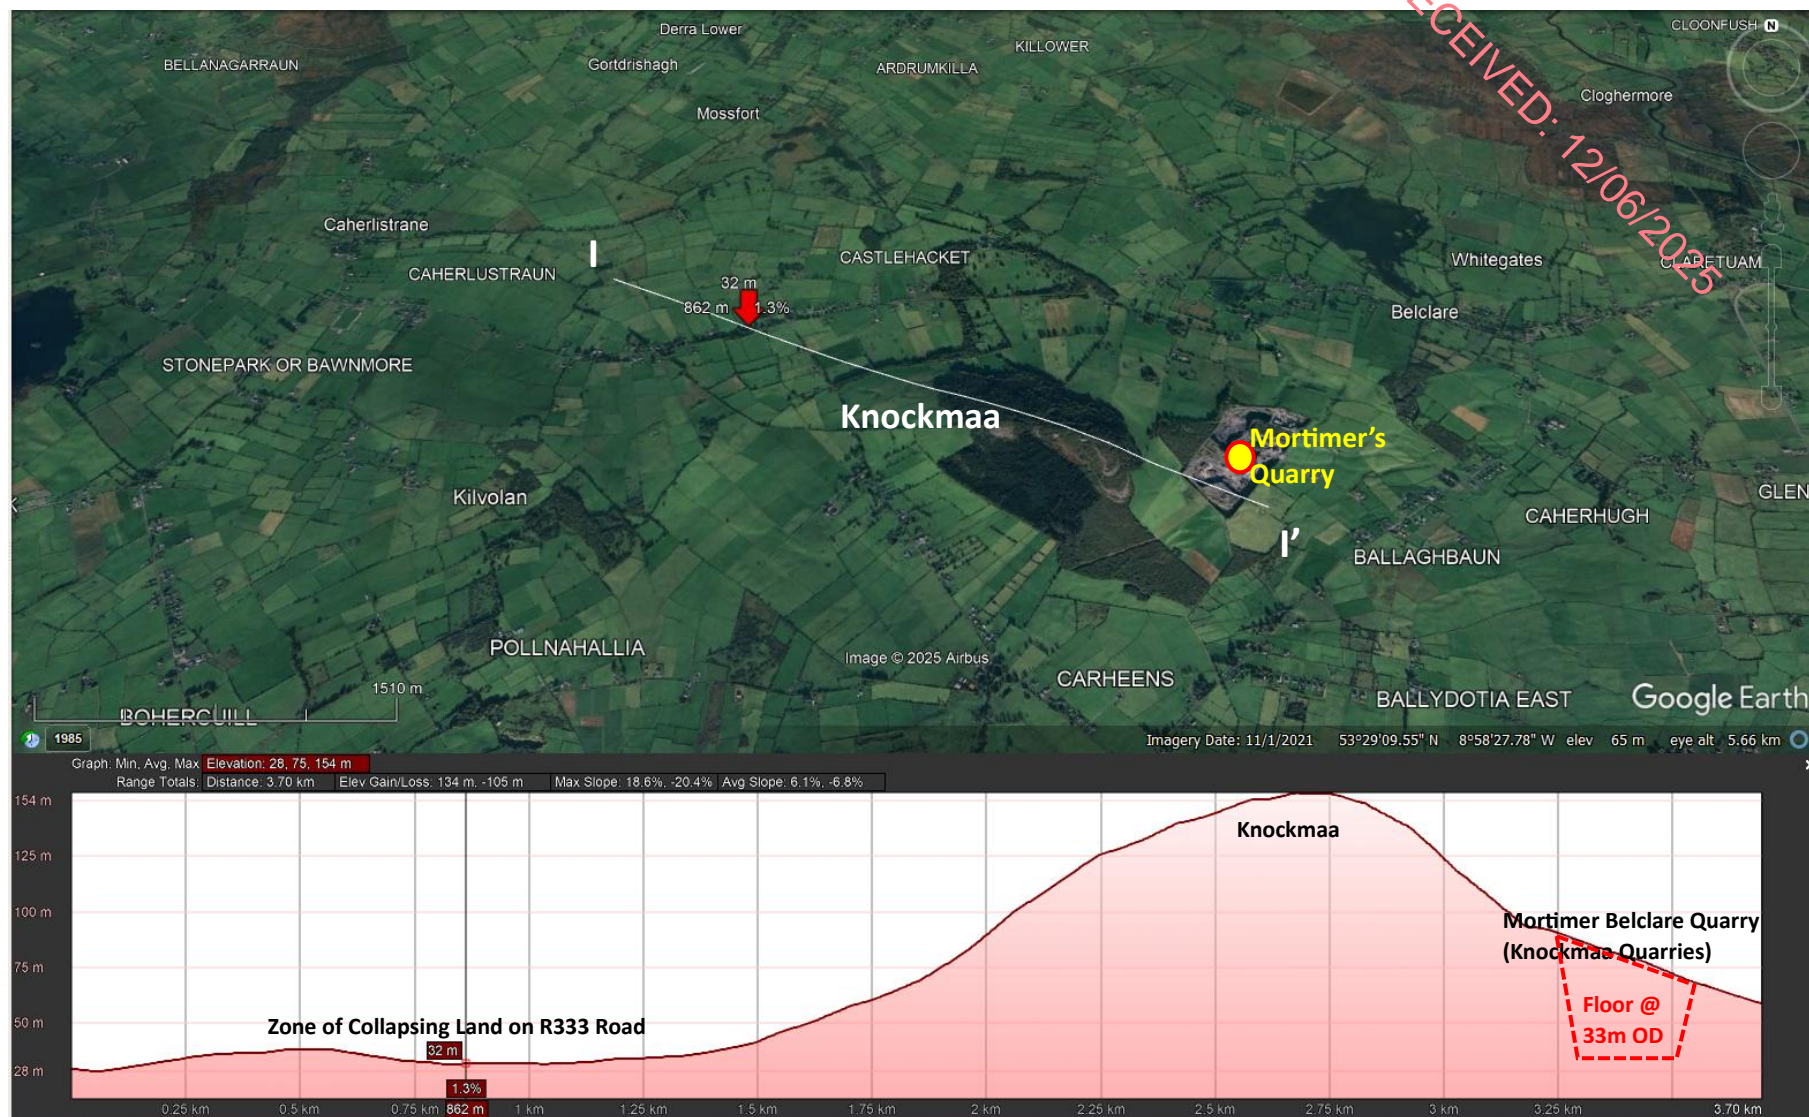 Derra Lower
CLOONFUSH
N
KILLOWER
BELLANAGARRAUN
Gortdrishagh
ARDRUMKILLA
Cloghermore
Mossfort
ECEIVED: 12/06/2025
Caherlistrane
I
CASTLEHACKET
Whitegates
CLARETUAM
CAHERLUSTRAUN
32 m
862 m
1.3%
Belclare
STONEPARK OR BAWNMORE
Knockmaa
Mortimer's
Quarry
Kilvolan
GLEN
K
CAHERHUGH
I'
BALLAGHBAUN
POLLNAHALLIA
Image © 2025 Airbus
CARHEENS
1510 m
BALLYDOTIA EAST
Google Earth
BOHERCUILL
1985
Imagery Date: 11/1/2021 53°29'09.55" N 8°58'27.78" W elev 65 m eye alt 5.66 km
Graph: Min, Avg, Max Elevation: 28, 75, 154 m
Range Totals: Distance: 3.70 km Elev Gain/Loss: 134 m, -105 m Max Slope: 18.6%, -20.4% Avg Slope: 6.1%, -6.8%
154 m
Knockmaa
125 m
100 m
Mortimer Belclare Quarry
(Knockmaa Quarries)
75 m
Floor @
33m OD
50 m
Zone of Collapsing Land on R333 Road
32 m
28 m
1.3%
0.25 km 0.5 km 0.75 km 862 m 1 km 1.25 km 1.5 km 1.75 km 2 km 2.25 km 2.5 km 2.75 km 3 km 3.25 km 3.70 km